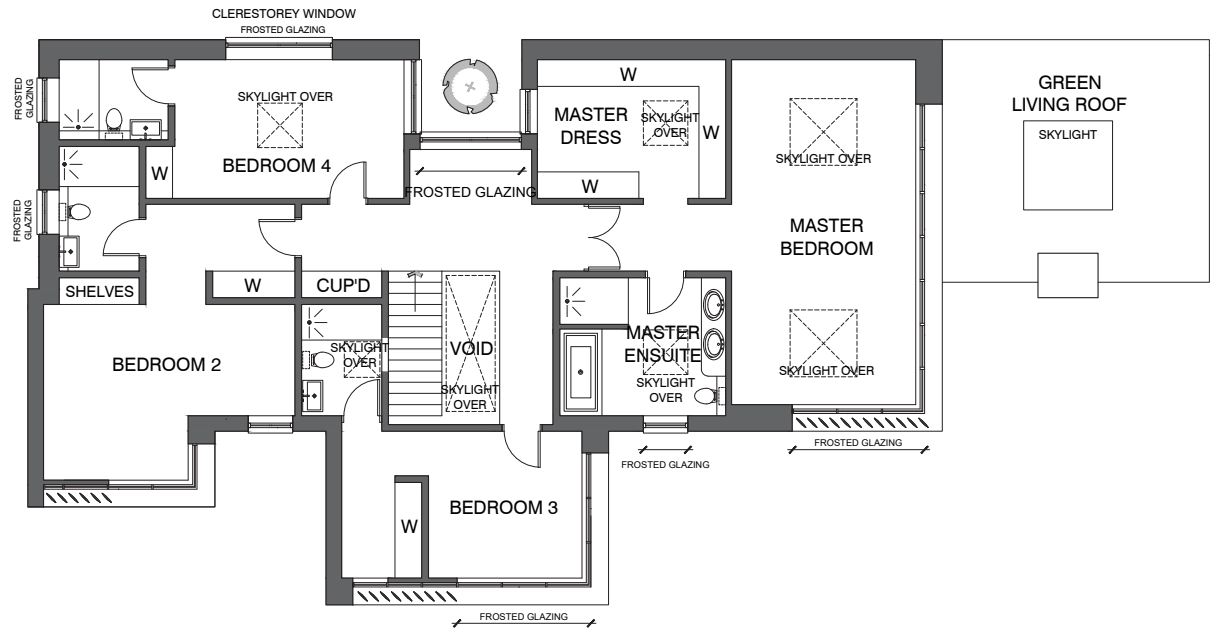 CLERESTOREY WINDOW
FROSTED GLAZING
FROSTED
GLAZING
SKYLIGHT OVER
BEDROOM 4
W
W
MASTER
DRESS
SKYLIGHT
OVER
W
W
SKYLIGHT OVER
GREEN
LIVING ROOF
SKYLIGHT
FROSTED GLAZING
FROSTED
GLAZING
MASTER
BEDROOM
SHELVES
W
CUP'D
BEDROOM 2
SKYLIGHT
OVER
VOID
SKYLIGHT
OVER
MASTER
ENSUITE
SKYLIGHT
OVER
SKYLIGHT OVER
FROSTED GLAZING
FROSTED GLAZING
W
BEDROOM 3
FROSTED GLAZING